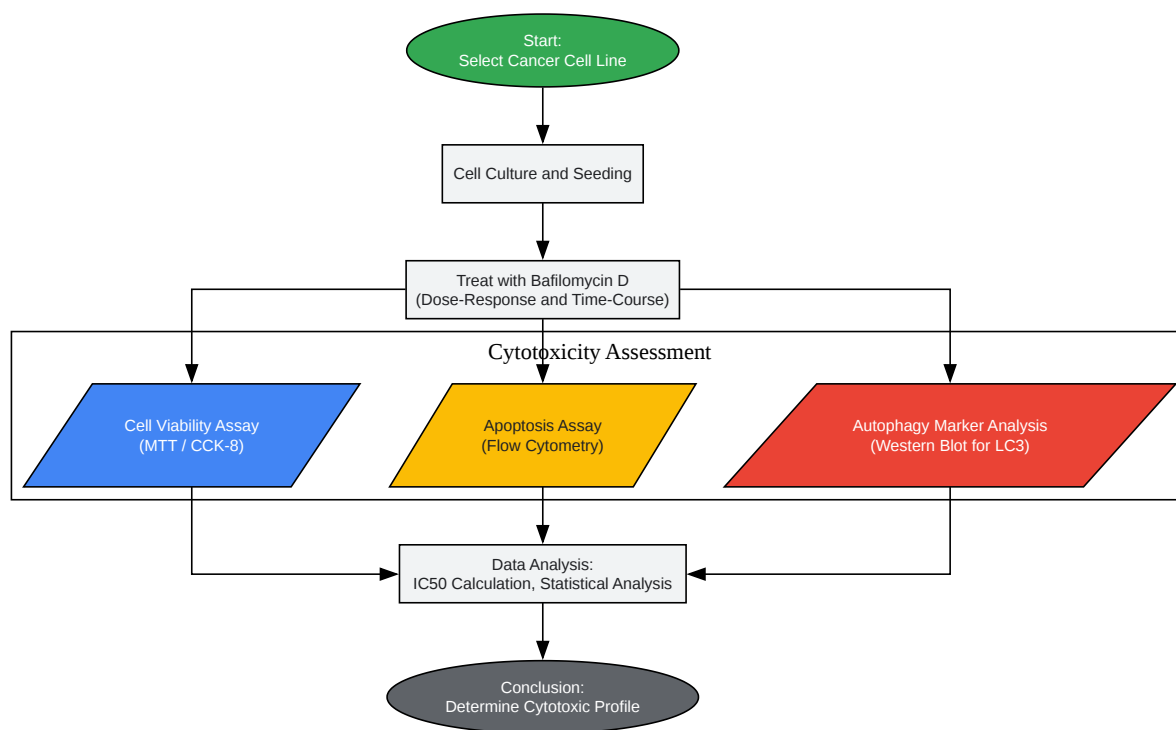 Start:
Select Cancer Cell Line
Cell Culture and Seeding
Treat with Bafilomycin D
(Dose-Response and Time-Course)
Cytotoxicity Assessment
Cell Viability Assay
(MTT / CCK-8)
Apoptosis Assay
(Flow Cytometry)
Autophagy Marker Analysis
(Western Blot for LC3)
Data Analysis:
IC50 Calculation, Statistical Analysis
Conclusion:
Determine Cytotoxic Profile